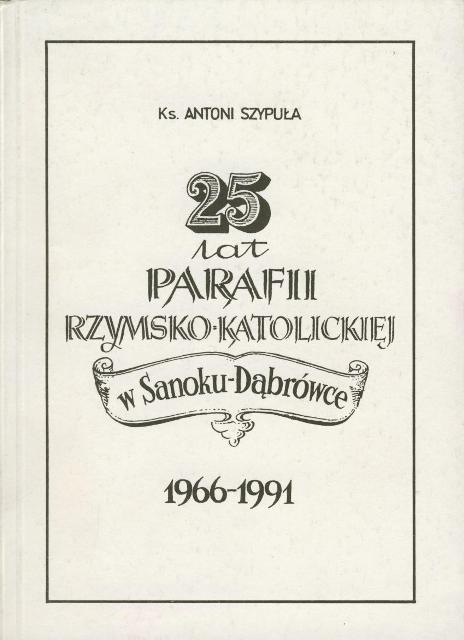 Ks. ANTONI SZYPUŁA
25
lat
PARAFII
RZYMSKO-KATOLICKIEJ
w Sanoku-Dąbrówce
1966-1991